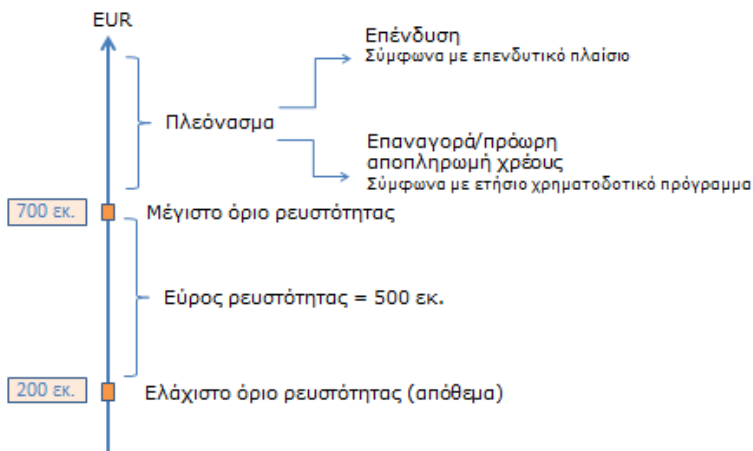 EUR
Επένδυση
Σύμφωνα με επενδυτικό πλαίσιο
Πλεόνασμα
Επαναγορά/πρόωρη
αποπληρωμή χρέους
Σύμφωνα με ετήσιο χρηματοδοτικό πρόγραμμα
700 εκ.
Μέγιστο όριο ρευστότητας
Εύρος ρευστότητας = 500 εκ.
200 εκ.
Ελάχιστο όριο ρευστότητας (απόθεμα)